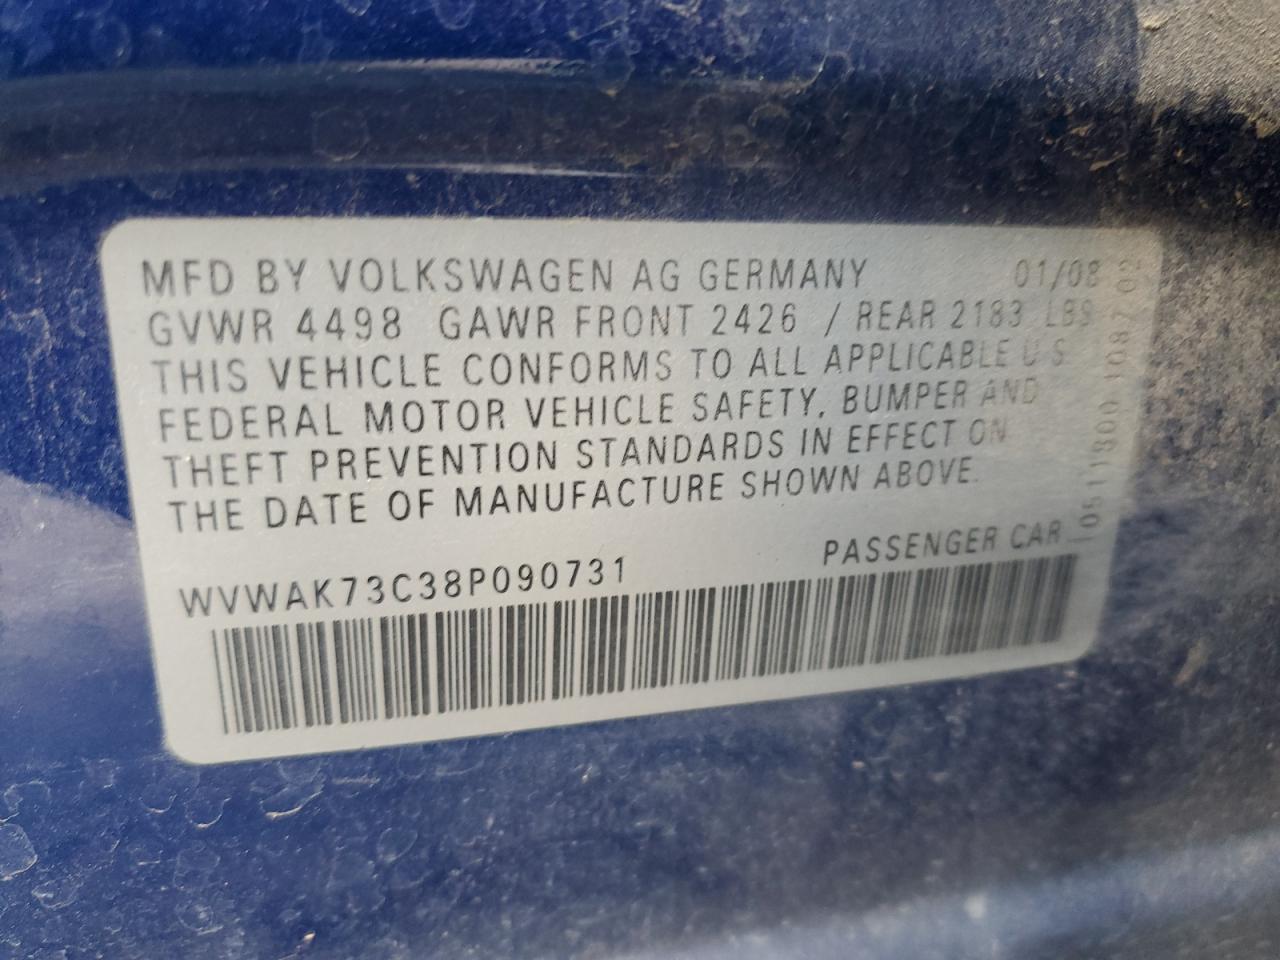 MFD BY VOLKSWAGEN AG GERMANY 01/08
GVWR 4498 GAWR FRONT 2426 / REAR 2183 LBS
THIS VEHICLE CONFORMS TO ALL APPLICABLE U S
FEDERAL MOTOR VEHICLE SAFETY, BUMPER AND
THEFT PREVENTION STANDARDS IN EFFECT ON
THE DATE OF MANUFACTURE SHOWN ABOVE.
PASSENGER CAR
WVWAK73C38P090731